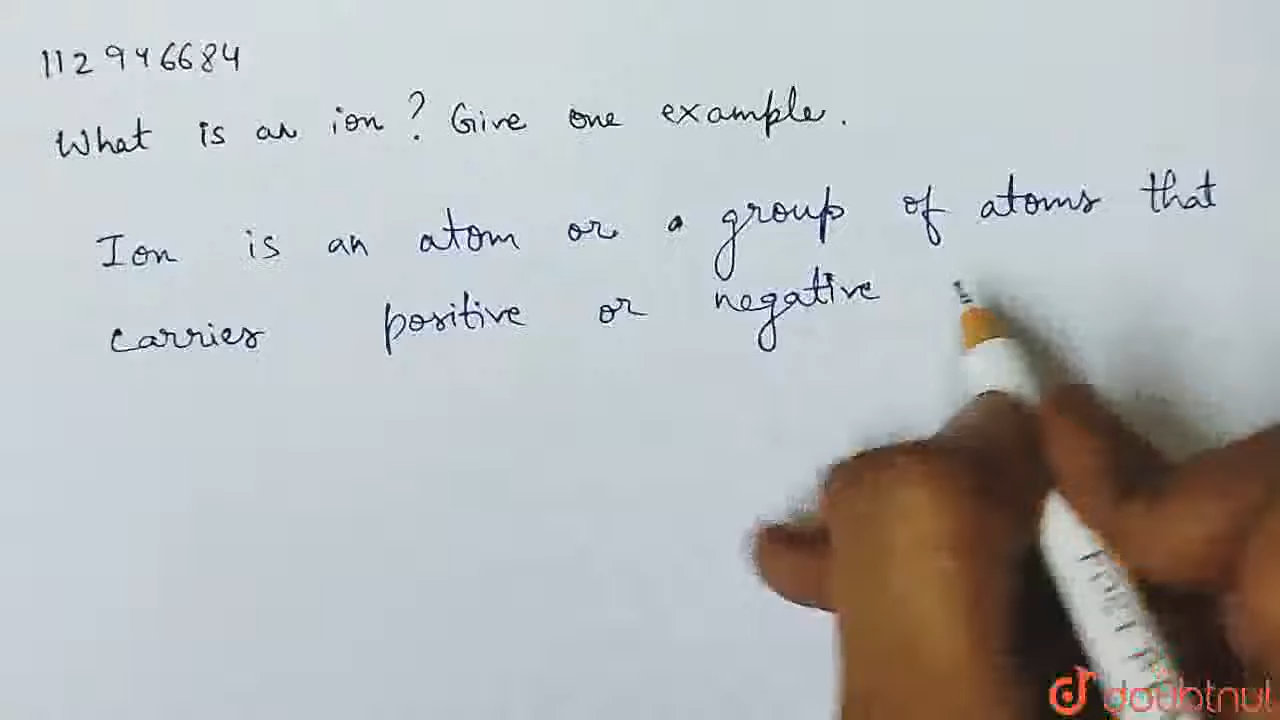 112946684
What is an ion? Give one example.
Ion is an atom or a group of atoms that
carries positive or negative
doubtnut